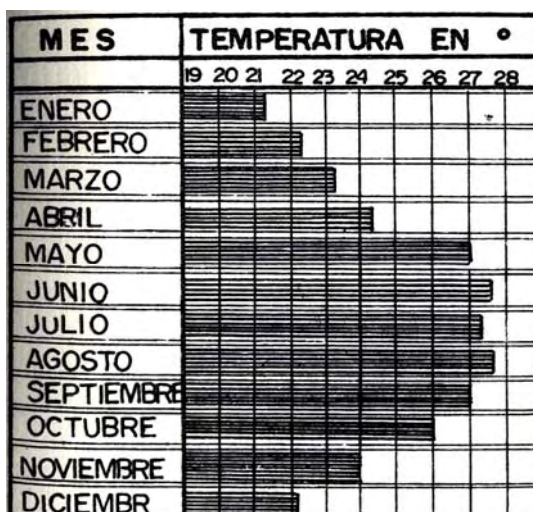 MES TEMPERATURA EN °
19 20 21 22 23 24 25 26 27 28
ENERO
FEBRERO
MARZO
ABRIL
MAYO
JUNIO
JULIO
AGOSTO
SEPTIEMBRE
OCTUBRE
NOVIEMBRE
DICIEMBR